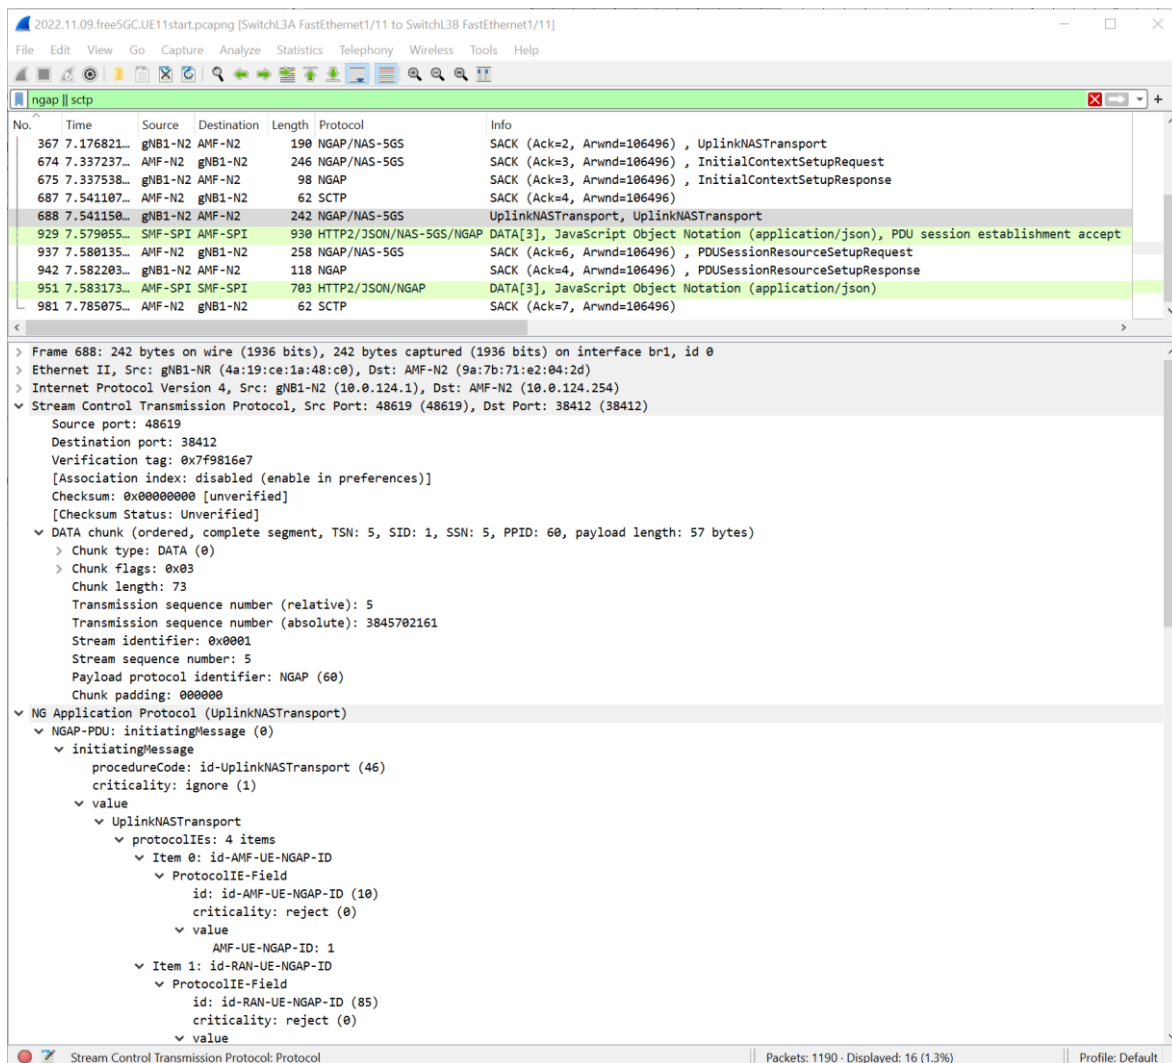 2022.11.09.free5GC.UE11start.pcapng [SwitchL3A FastEthernet1/11 to SwitchL3B FastEthernet1/11]
File Edit View Go Capture Analyze Statistics Telephony Wireless Tools Help
ngap || sctp
No. Time Source Destination Length Protocol Info
367 7.176821… gNB1-N2 AMF-N2 190 NGAP/NAS-5GS SACK (Ack=2, Arwnd=106496) , UplinkNASTransport
674 7.337237… AMF-N2 gNB1-N2 246 NGAP/NAS-5GS SACK (Ack=3, Arwnd=106496) , InitialContextSetupRequest
675 7.337538… gNB1-N2 AMF-N2 98 NGAP SACK (Ack=3, Arwnd=106496) , InitialContextSetupResponse
687 7.541107… AMF-N2 gNB1-N2 62 SCTP SACK (Ack=4, Arwnd=106496)
688 7.541150… gNB1-N2 AMF-N2 242 NGAP/NAS-5GS UplinkNASTransport, UplinkNASTransport
929 7.579055… SMF-SPI AMF-SPI 930 HTTP2/JSON/NAS-5GS/NGAP DATA[3], JavaScript Object Notation (application/json), PDU session establishment accept
937 7.580135… AMF-N2 gNB1-N2 258 NGAP/NAS-5GS SACK (Ack=6, Arwnd=106496) , PDUSessionResourceSetupRequest
942 7.582203… gNB1-N2 AMF-N2 118 NGAP SACK (Ack=4, Arwnd=106496) , PDUSessionResourceSetupResponse
951 7.583173… AMF-SPI SMF-SPI 703 HTTP2/JSON/NGAP DATA[3], JavaScript Object Notation (application/json)
981 7.785075… AMF-N2 gNB1-N2 62 SCTP SACK (Ack=7, Arwnd=106496)
Frame 688: 242 bytes on wire (1936 bits), 242 bytes captured (1936 bits) on interface br1, id 0
Ethernet II, Src: gNB1-NR (4a:19:ce:1a:48:c0), Dst: AMF-N2 (9a:7b:71:e2:04:2d)
Internet Protocol Version 4, Src: gNB1-N2 (10.0.124.1), Dst: AMF-N2 (10.0.124.254)
Stream Control Transmission Protocol, Src Port: 48619 (48619), Dst Port: 38412 (38412)
Source port: 48619
Destination port: 38412
Verification tag: 0x7f9816e7
[Association index: disabled (enable in preferences)]
Checksum: 0x00000000 [unverified]
[Checksum Status: Unverified]
DATA chunk (ordered, complete segment, TSN: 5, SID: 1, SSN: 5, PPID: 60, payload length: 57 bytes)
Chunk type: DATA (0)
Chunk flags: 0x03
Chunk length: 73
Transmission sequence number (relative): 5
Transmission sequence number (absolute): 3845702161
Stream identifier: 0x0001
Stream sequence number: 5
Payload protocol identifier: NGAP (60)
Chunk padding: 000000
NG Application Protocol (UplinkNASTransport)
NGAP-PDU: initiatingMessage (0)
initiatingMessage
procedureCode: id-UplinkNASTransport (46)
criticality: ignore (1)
value
UplinkNASTransport
protocolIEs: 4 items
Item 0: id-AMF-UE-NGAP-ID
ProtocolIE-Field
id: id-AMF-UE-NGAP-ID (10)
criticality: reject (0)
value
AMF-UE-NGAP-ID: 1
Item 1: id-RAN-UE-NGAP-ID
ProtocolIE-Field
id: id-RAN-UE-NGAP-ID (85)
criticality: reject (0)
value
Stream Control Transmission Protocol: Protocol Packets: 1190 · Displayed: 16 (1.3%) Profile: Default